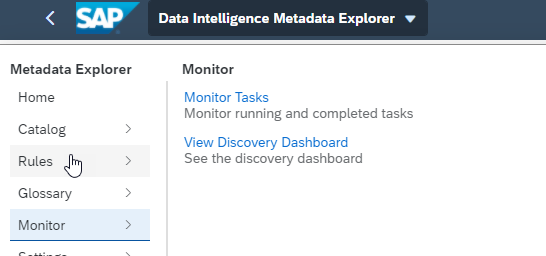 SAP
Data Intelligence Metadata Explorer
Metadata Explorer
Home
Catalog
Rules
Glossary
Monitor
Settings
Monitor
Monitor Tasks
Monitor running and completed tasks
View Discovery Dashboard
See the discovery dashboard